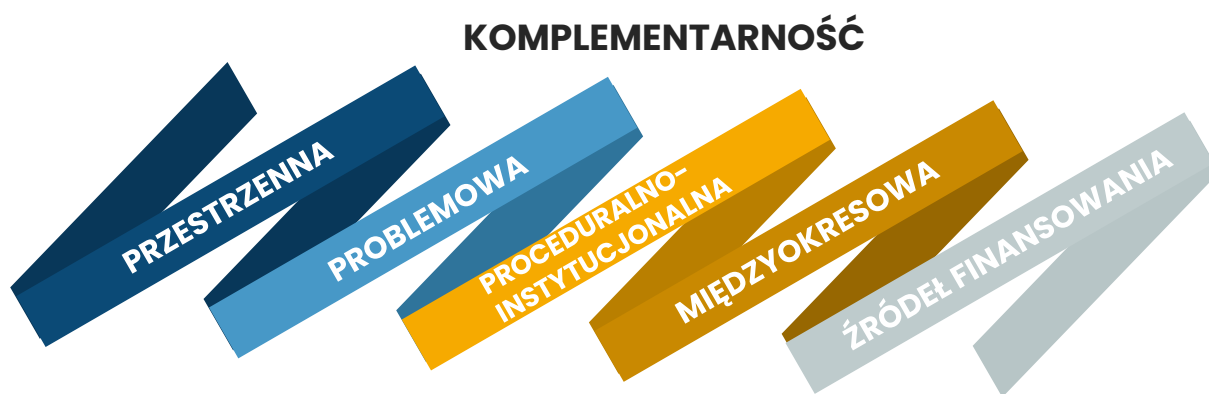 KOMPLEMENTARNOŚĆ
PRZESTRZENNA
PROBLEMOWA
PROCEDURALNO-
INSTYTUCJONALNA
MIĘDZYOKRESOWA
ŹRÓDEŁ FINANSOWANIA